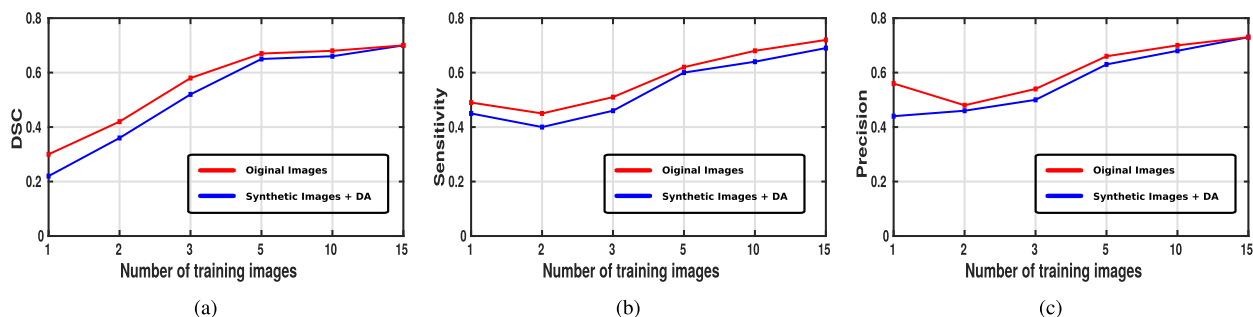 0.8
0.6
0.4
0.2
0
DSC
Oiginal Images
Synthetic Images + DA
1 2 3 5 10 15
Number of training images
(a)
0.8
0.6
0.4
0.2
0
Sensitivity
Oiginal Images
Synthetic Images + DA
1 2 3 5 10 15
Number of training images
(b)
0.8
0.6
0.4
0.2
0
Precision
Oiginal Images
Synthetic Images + DA
1 2 3 5 10 15
Number of training images
(c)